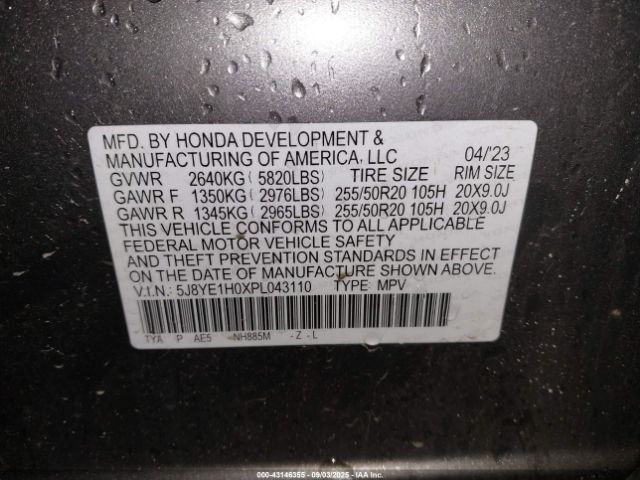 MFD. BY HONDA DEVELOPMENT &
MANUFACTURING OF AMERICA, LLC 04/'23
GVWR 2640KG ( 5820LBS) TIRE SIZE RIM SIZE
GAWR F 1350KG ( 2976LBS) 255/50R20 105H 20X9.0J
GAWR R 1345KG ( 2965LBS) 255/50R20 105H 20X9.0J
THIS VEHICLE CONFORMS TO ALL APPLICABLE
FEDERAL MOTOR VEHICLE SAFETY
AND THEFT PREVENTION STANDARDS IN EFFECT
ON THE DATE OF MANUFACTURE SHOWN ABOVE.
V.I.N.: 5J8YE1H0XPL043110 TYPE: MPV
TYA P AE5 NH885M - Z - L
000-43146355 - 09/03/2025 - IAA Inc.